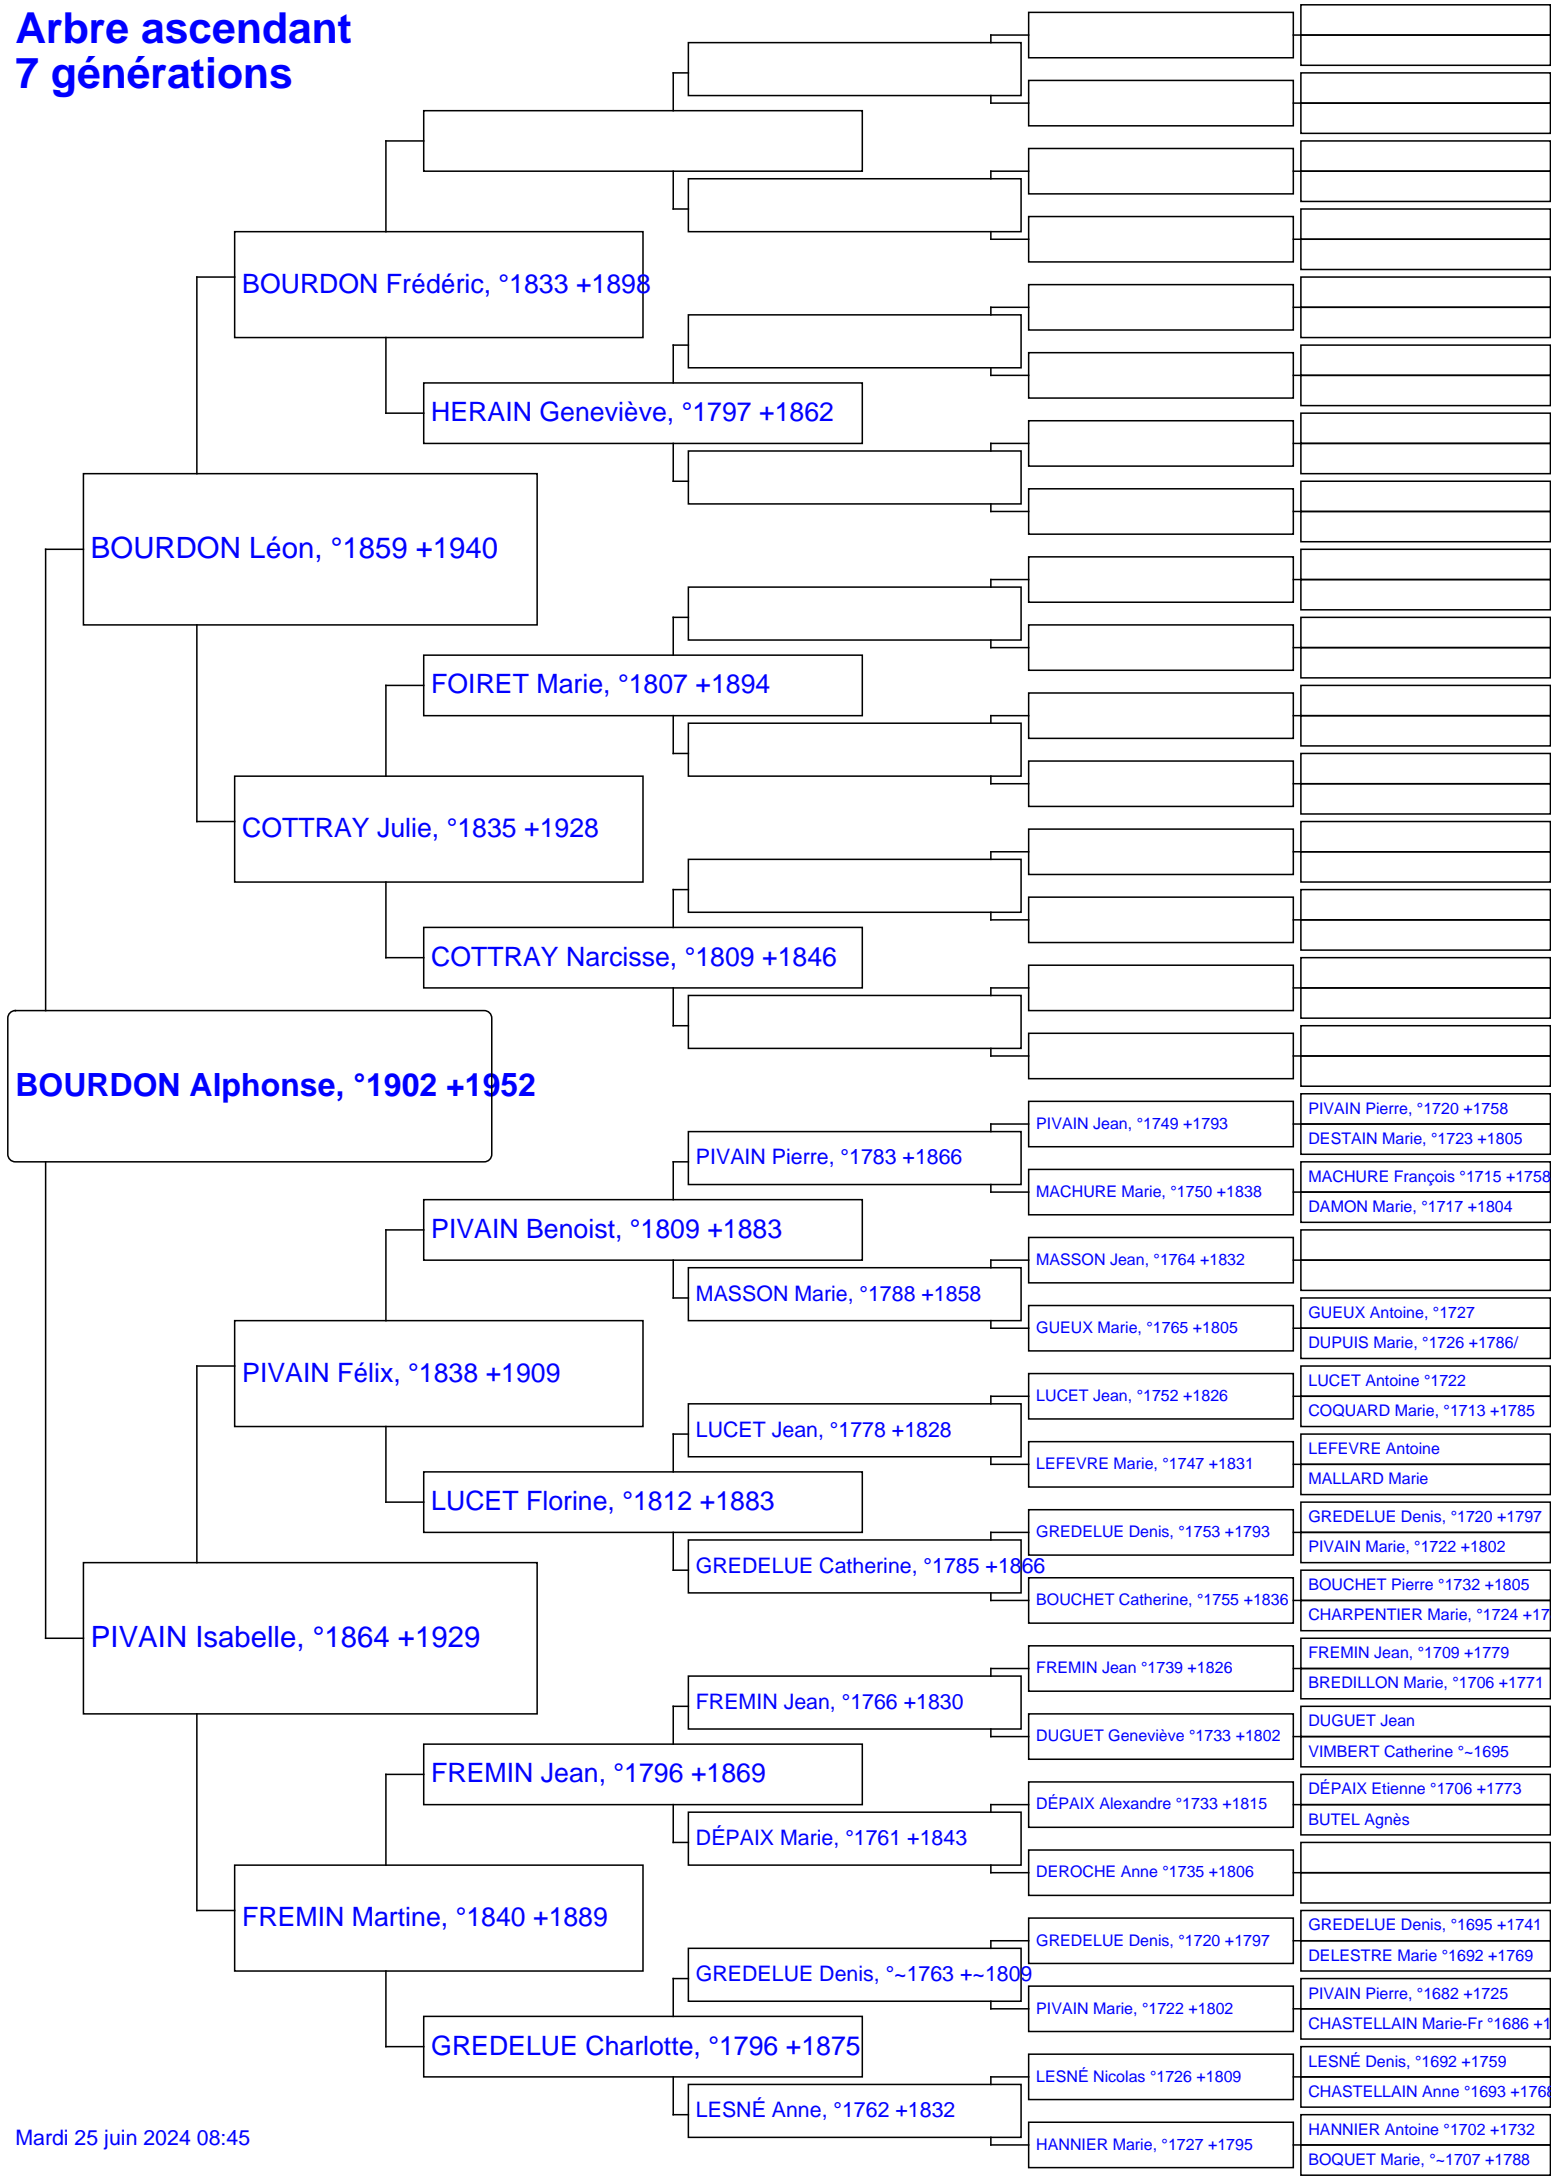 Arbre ascendant
7 générations
BOURDON Frédéric, °1833 +1898
HERAIN Geneviève, °1797 +1862
BOURDON Léon, °1859 +1940
FOIRET Marie, °1807 +1894
COTTRAY Julie, °1835 +1928
COTTRAY Narcisse, °1809 +1846
BOURDON Alphonse, °1902 +1952
PIVAIN Pierre, °1720 +1758
PIVAIN Jean, °1749 +1793
DESTAIN Marie, °1723 +1805
PIVAIN Pierre, °1783 +1866
MACHURE François °1715 +1758
MACHURE Marie, °1750 +1838
DAMON Marie, °1717 +1804
PIVAIN Benoist, °1809 +1883
MASSON Jean, °1764 +1832
MASSON Marie, °1788 +1858
GUEUX Antoine, °1727
GUEUX Marie, °1765 +1805
DUPUIS Marie, °1726 +1786/
PIVAIN Félix, °1838 +1909
LUCET Antoine °1722
LUCET Jean, °1752 +1826
COQUARD Marie, °1713 +1785
LUCET Jean, °1778 +1828
LEFEVRE Antoine
LEFEVRE Marie, °1747 +1831
MALLARD Marie
LUCET Florine, °1812 +1883
GREDELUE Denis, °1720 +1797
GREDELUE Denis, °1753 +1793
PIVAIN Marie, °1722 +1802
GREDELUE Catherine, °1785 +1866
BOUCHET Pierre °1732 +1805
BOUCHET Catherine, °1755 +1836
CHARPENTIER Marie, °1724 +17
PIVAIN Isabelle, °1864 +1929
FREMIN Jean, °1709 +1779
FREMIN Jean °1739 +1826
BREDILLON Marie, °1706 +1771
FREMIN Jean, °1766 +1830
DUGUET Jean
DUGUET Geneviève °1733 +1802
VIMBERT Catherine °~1695
FREMIN Jean, °1796 +1869
DÉPAIX Etienne °1706 +1773
DÉPAIX Alexandre °1733 +1815
BUTEL Agnès
DÉPAIX Marie, °1761 +1843
DEROCHE Anne °1735 +1806
FREMIN Martine, °1840 +1889
GREDELUE Denis, °1695 +1741
GREDELUE Denis, °1720 +1797
DELESTRE Marie °1692 +1769
GREDELUE Denis, °~1763 +~1809
PIVAIN Pierre, °1682 +1725
PIVAIN Marie, °1722 +1802
CHASTELLAIN Marie-Fr °1686 +1
GREDELUE Charlotte, °1796 +1875
LESNÉ Denis, °1692 +1759
LESNÉ Nicolas °1726 +1809
CHASTELLAIN Anne °1693 +1768
LESNÉ Anne, °1762 +1832
HANNIER Antoine °1702 +1732
HANNIER Marie, °1727 +1795
BOQUET Marie, °~1707 +1788
Mardi 25 juin 2024 08:45